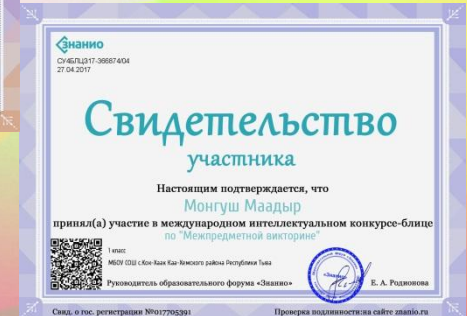 Знанио
СУ4БЛЦ317-366874/04
27.04.2017
Свидетельство
участника
Настоящим подтверждается, что
Монгуш Маадыр
принял(а) участие в международном интеллектуальном конкурсе-блице
по "Межпредметной викторине"
1 класс
МБОУ СОШ с.Кок-Хаак Каа-Хемского района Республики Тыва
Руководитель образовательного форума «Знанио»
Е. А. Родионова
Свид. о гос. регистрации №017705391
Проверка подлинности:на сайте znanio.ru